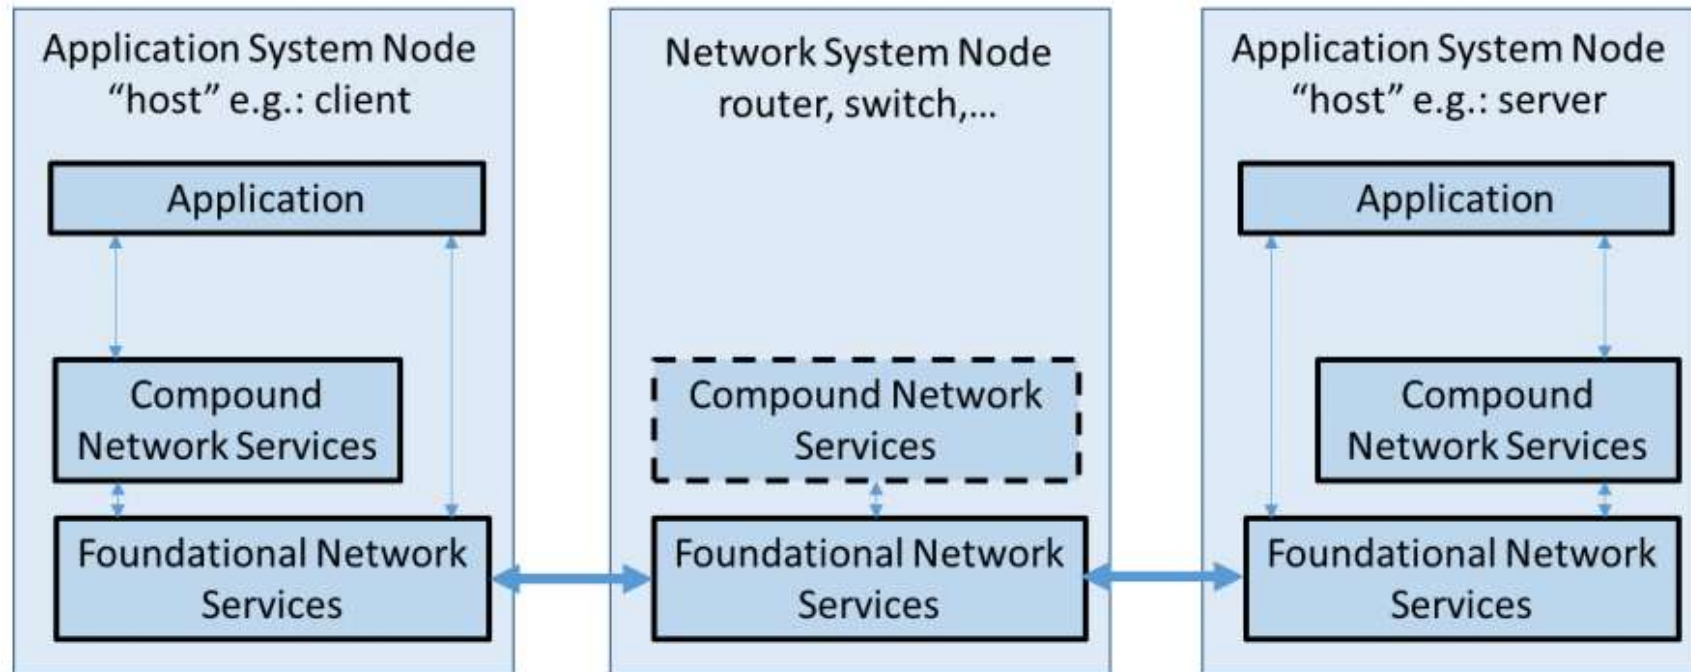 Application System Node
“host” e.g.: client
Application
Compound
Network Services
Foundational Network
Services
Network System Node
router, switch,...
Compound Network
Services
Foundational Network
Services
Application System Node
“host” e.g.: server
Application
Compound
Network Services
Foundational Network
Services